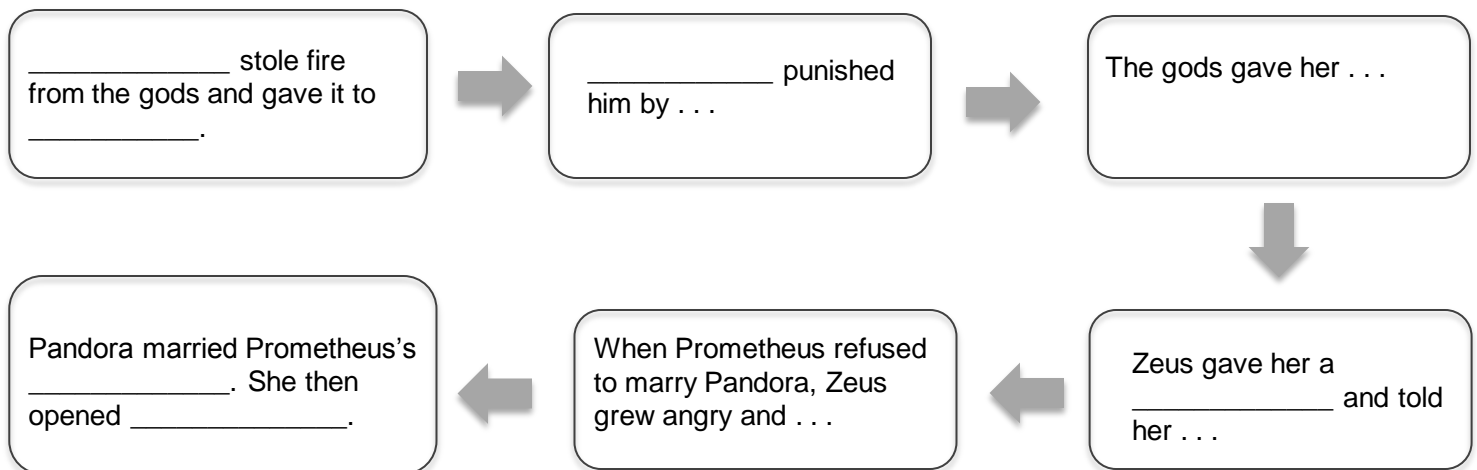 _____________ stole fire
from the gods and gave it to
___________.
____________ punished
him by . . .
The gods gave her . . .
Zeus gave her a
_____________ and told
her . . .
When Prometheus refused
to marry Pandora, Zeus
grew angry and . . .
Pandora married Prometheus’s
_____________. She then
opened ______________.